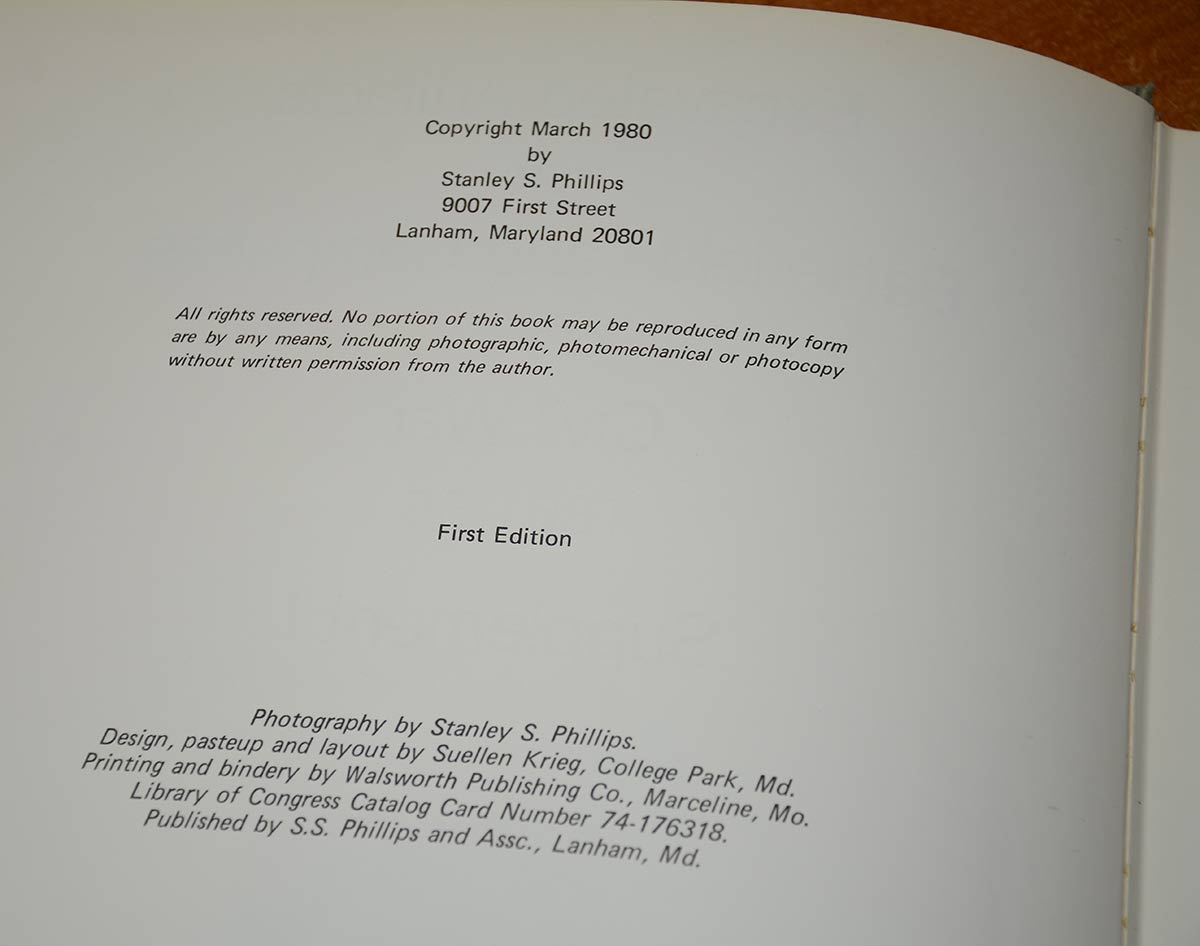 Copyright March 1980
by
Stanley S. Phillips
9007 First Street
Lanham, Maryland 20801
All rights reserved. No portion of this book may be reproduced in any form
are by any means, including photographic, photomechanical or photocopy
without written permission from the author.
First Edition
Photography by Stanley S. Phillips.
Design, pasteup and layout by Suellen Krieg, College Park, Md.
Printing and bindery by Walsworth Publishing Co., Marceline, Mo.
Library of Congress Catalog Card Number 74-176318.
Published by S.S. Phillips and Assc., Lanham, Md.